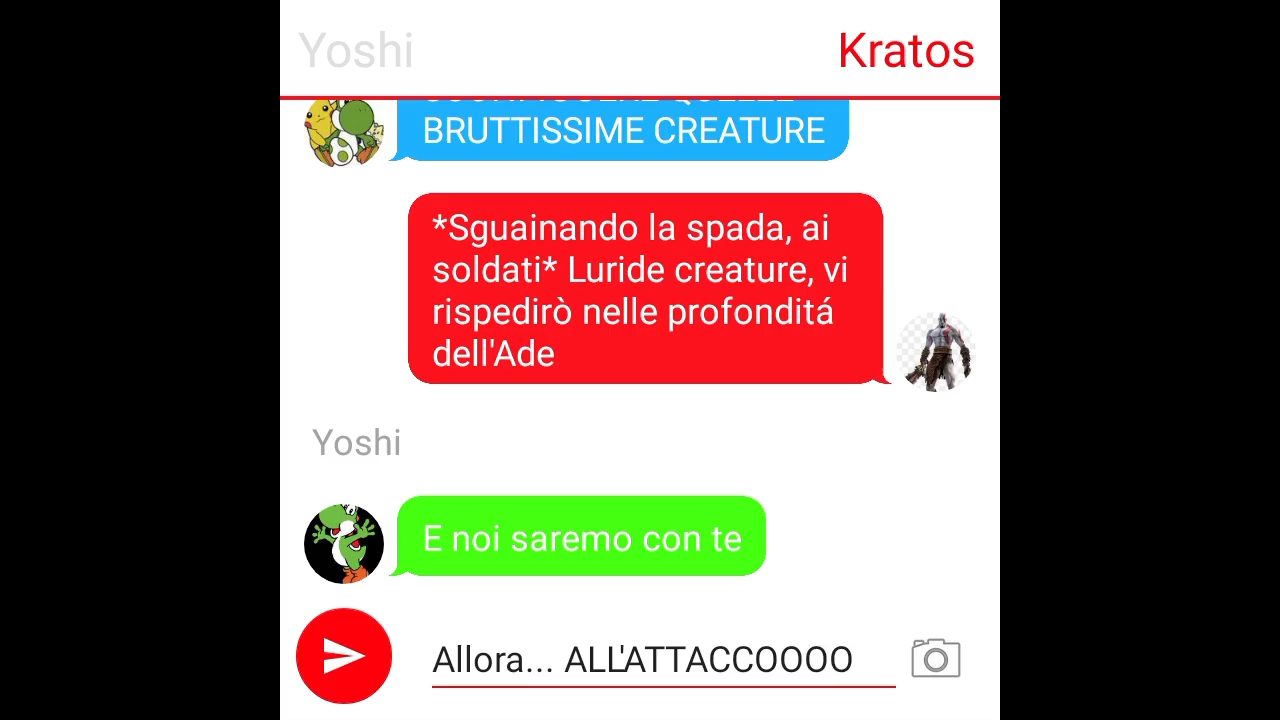 Yoshi
Kratos
BRUTTISSIME CREATURE
*Sguainando la spada, ai
soldati* Luride creature, vi
rispedirò nelle profonditá
dell'Ade
Yoshi
E noi saremo con te
Allora... ALL'ATTACCOOOO